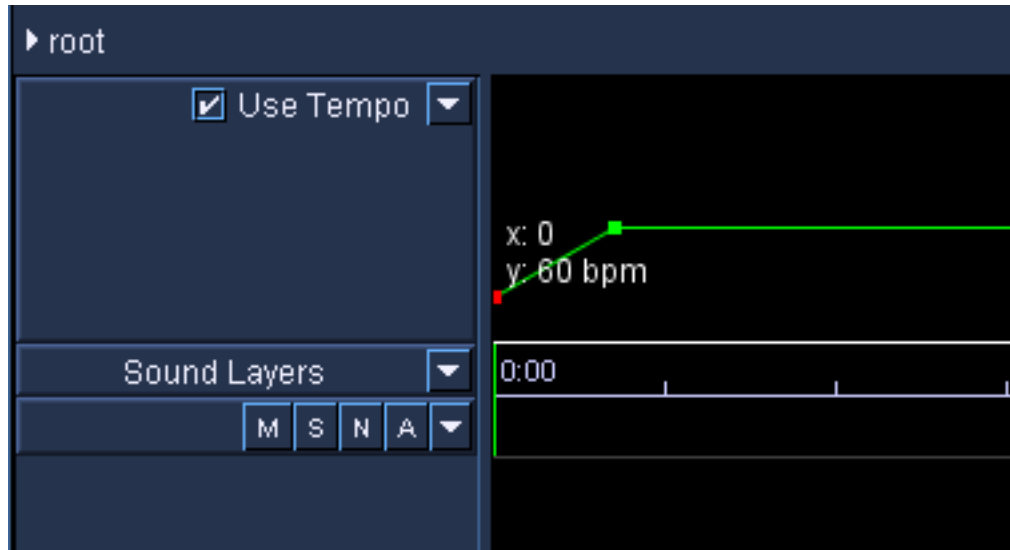 root
Use Tempo
x: 0
y: 60 bpm
Sound Layers
0:00
M S N A